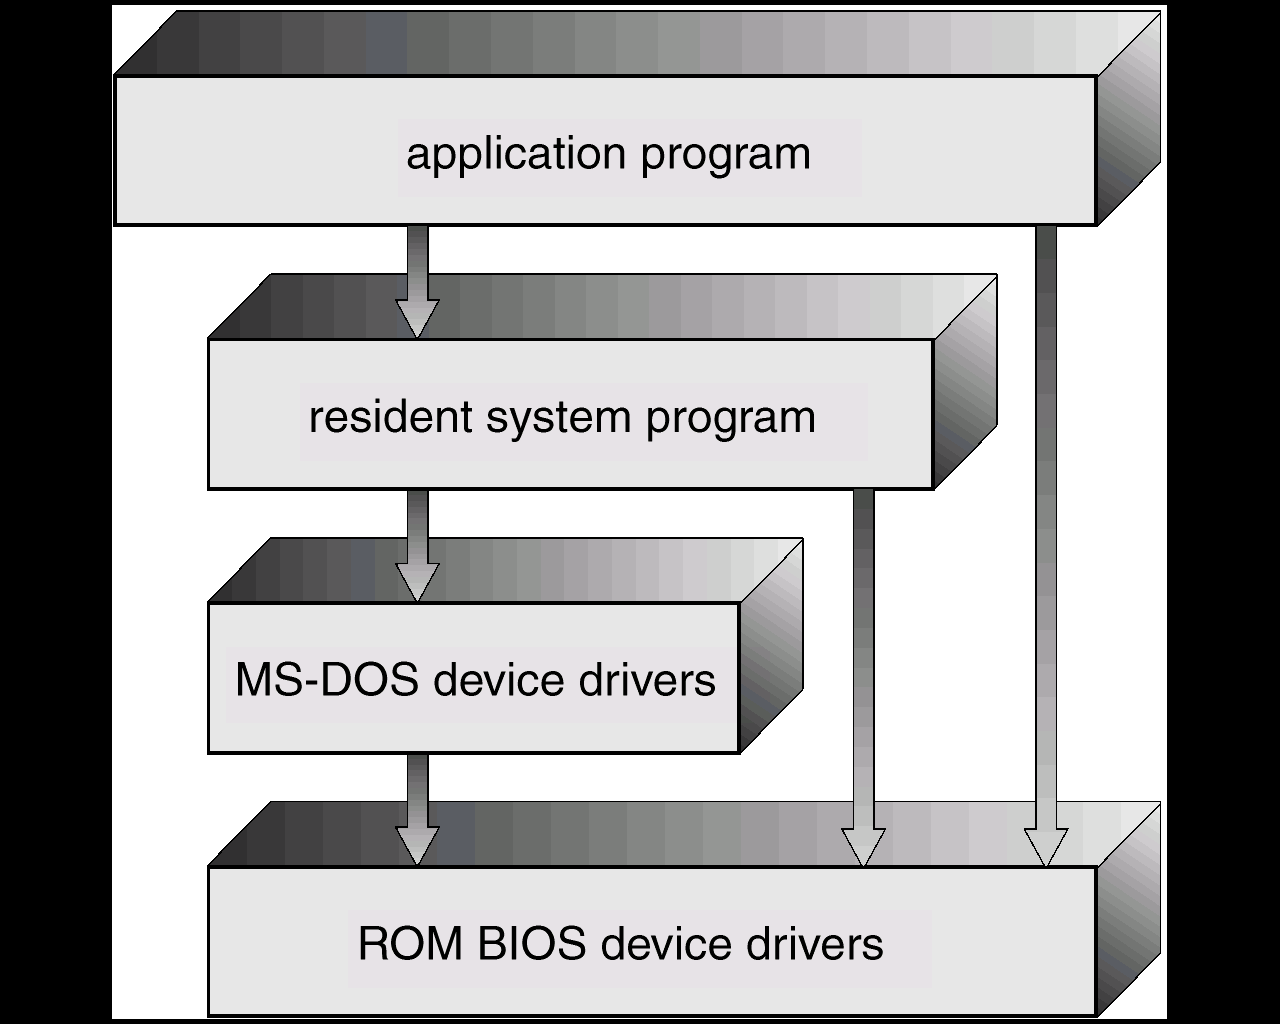 application program
resident system program
MS-DOS device drivers
ROM BIOS device drivers